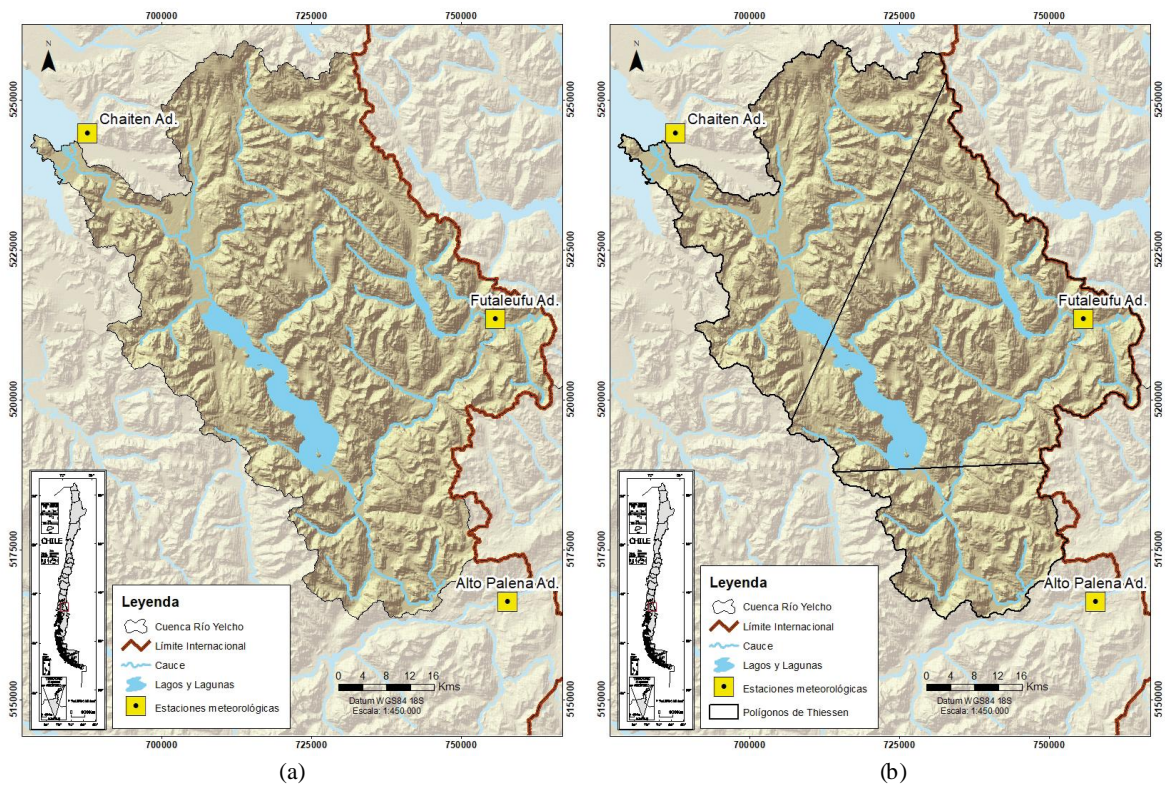 700000 725000 750000
N
5250000
Chaiten Ad.
5225000
Futaleufu Ad.
5200000
5175000
CHILE
Alto Palena Ad.
Leyenda
Cuenca Río Yelcho
Límite Internacional
Cauce
Lagos y Lagunas
Estaciones meteorológicas
0 4 8 12 16
Kms
Datum WGS84 18S
Escala: 1:450.000
5150000
700000 725000 750000
(a)
700000 725000 750000
N
5250000
Chaiten Ad.
5225000
Futaleufu Ad.
5200000
5175000
CHILE
Alto Palena Ad.
Leyenda
Cuenca Río Yelcho
Límite Internacional
Cauce
Lagos y Lagunas
Estaciones meteorológicas
Polígonos de Thiessen
0 4 8 12 16
Kms
Datum WGS84 18S
Escala: 1:450.000
5150000
700000 725000 750000
(b)